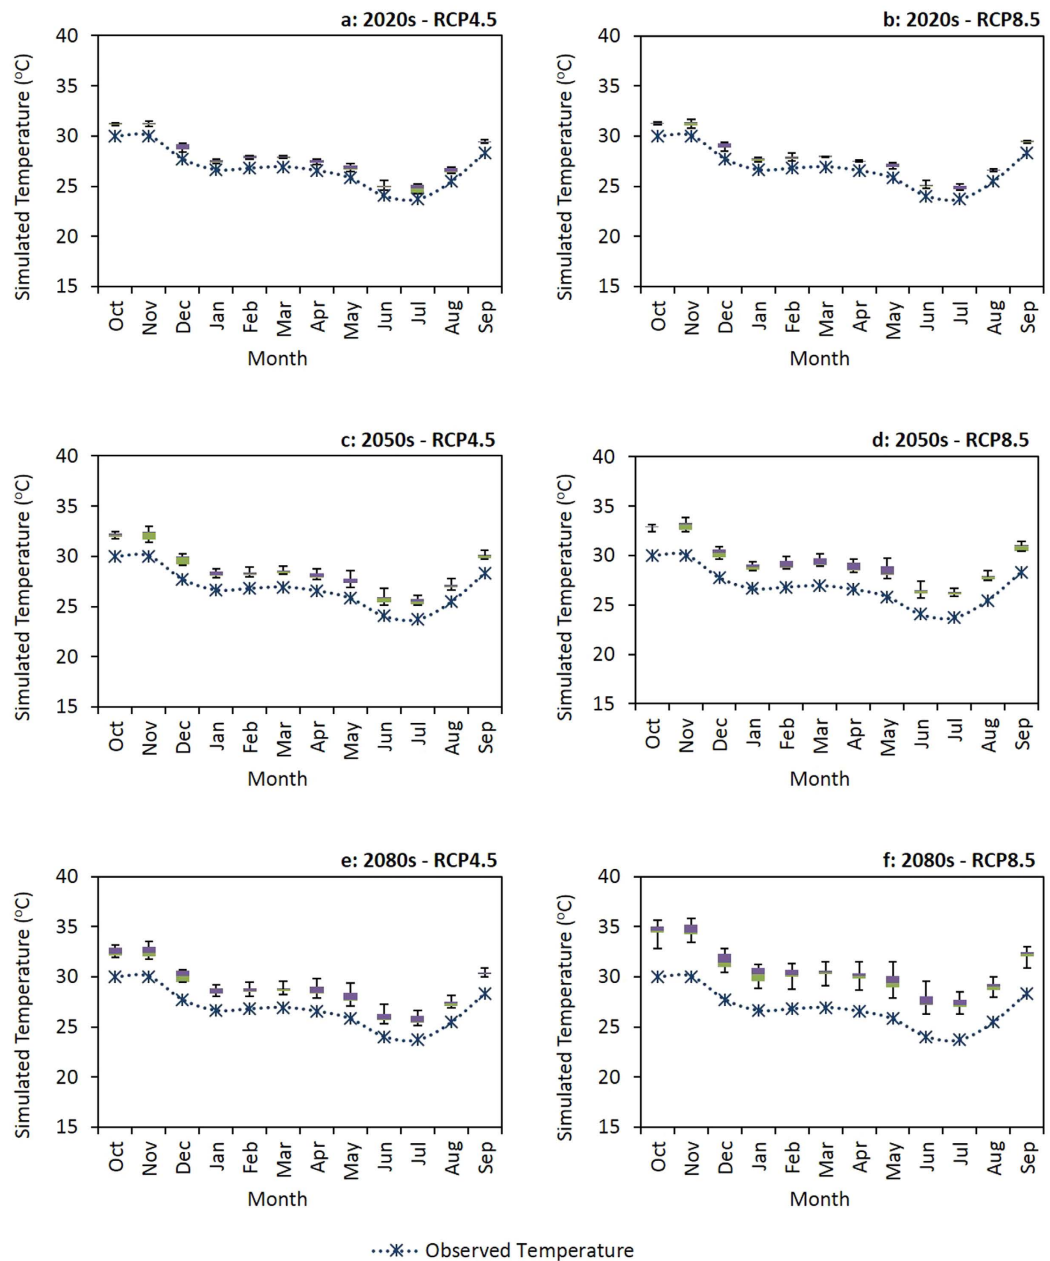 a: 2020s - RCP4.5
Simulated Temperature (°C)
40
35
30
25
20
15
Oct Nov Dec Jan Feb Mar Apr May Jun Jul Aug Sep
Month
b: 2020s - RCP8.5
Simulated Temperature (°C)
40
35
30
25
20
15
Oct Nov Dec Jan Feb Mar Apr May Jun Jul Aug Sep
Month
c: 2050s - RCP4.5
Simulated Temperature (°C)
40
35
30
25
20
15
Oct Nov Dec Jan Feb Mar Apr May Jun Jul Aug Sep
Month
d: 2050s - RCP8.5
Simulated Temperature (°C)
40
35
30
25
20
15
Oct Nov Dec Jan Feb Mar Apr May Jun Jul Aug Sep
Month
e: 2080s - RCP4.5
Simulated Temperature (°C)
40
35
30
25
20
15
Oct Nov Dec Jan Feb Mar Apr May Jun Jul Aug Sep
Month
f: 2080s - RCP8.5
Simulated Temperature (°C)
40
35
30
25
20
15
Oct Nov Dec Jan Feb Mar Apr May Jun Jul Aug Sep
Month
Observed Temperature